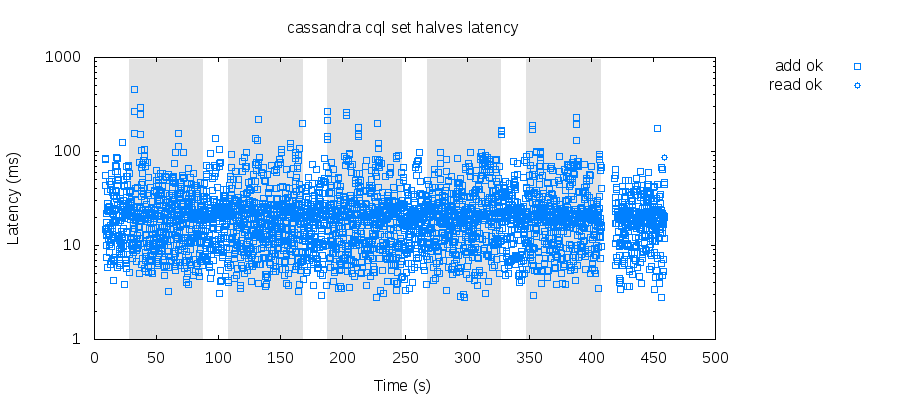 cassandra cql set halves latency
add ok
read ok
Latency (ms)
1000
100
10
1
0 50 100 150 200 250 300 350 400 450 500
Time (s)